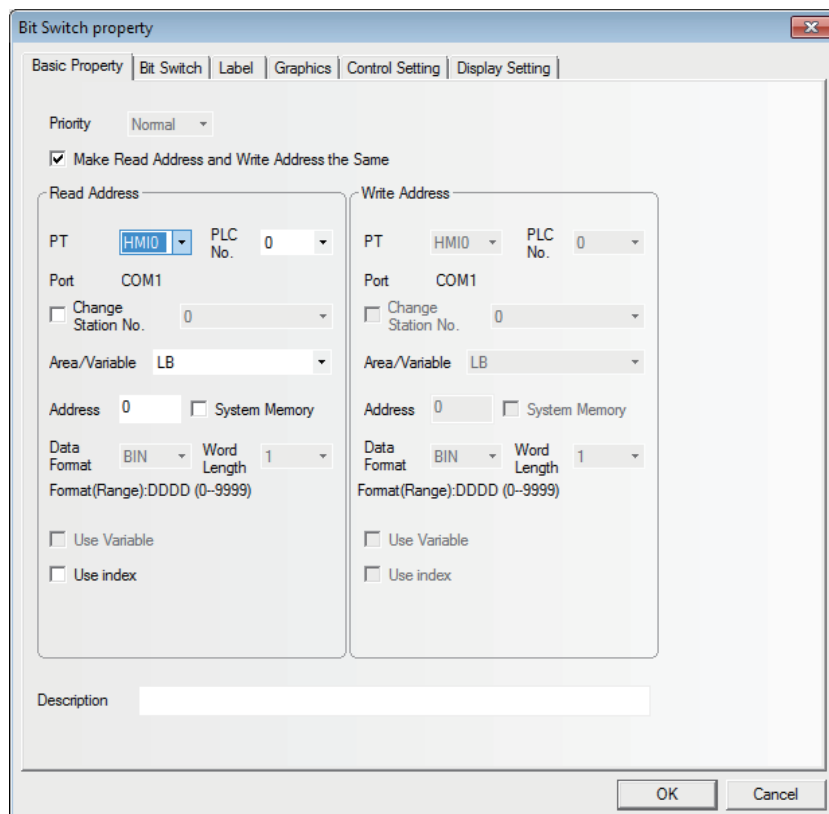 Bit Switch property
Basic Property Bit Switch Label Graphics Control Setting Display Setting
Priority Normal
Make Read Address and Write Address the Same
Read Address
PT HMI0 PLC No. 0
Port COM1
Change Station No. 0
Area/Variable LB
Address 0 System Memory
Data Format BIN Word Length 1
Format(Range):DDDD (0--9999)
Use Variable
Use index
Write Address
PT HMI0 PLC No. 0
Port COM1
Change Station No. 0
Area/Variable LB
Address 0 System Memory
Data Format BIN Word Length 1
Format(Range):DDDD (0--9999)
Use Variable
Use index
Description
OK Cancel